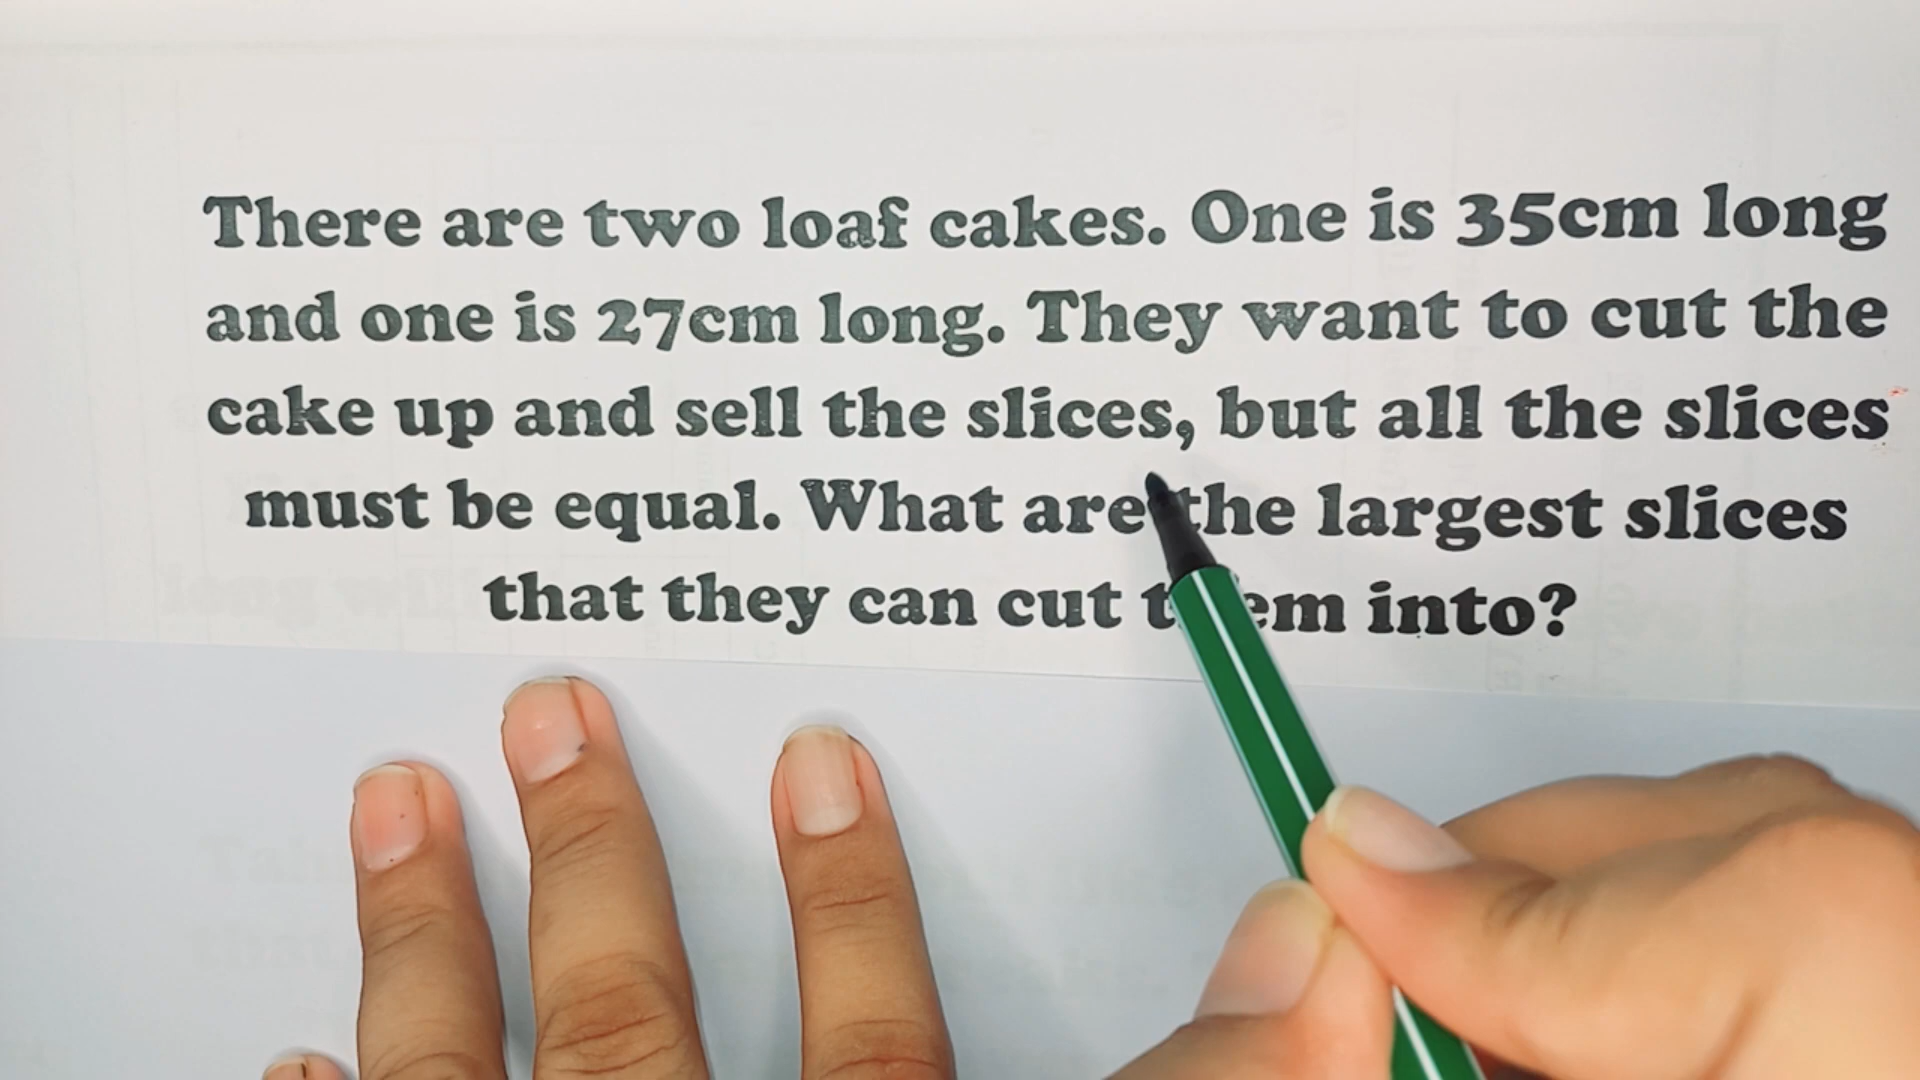 There are two loaf cakes. One is 35cm long
and one is 27cm long. They want to cut the
cake up and sell the slices, but all the slices
must be equal. What are the largest slices
that they can cut them into?